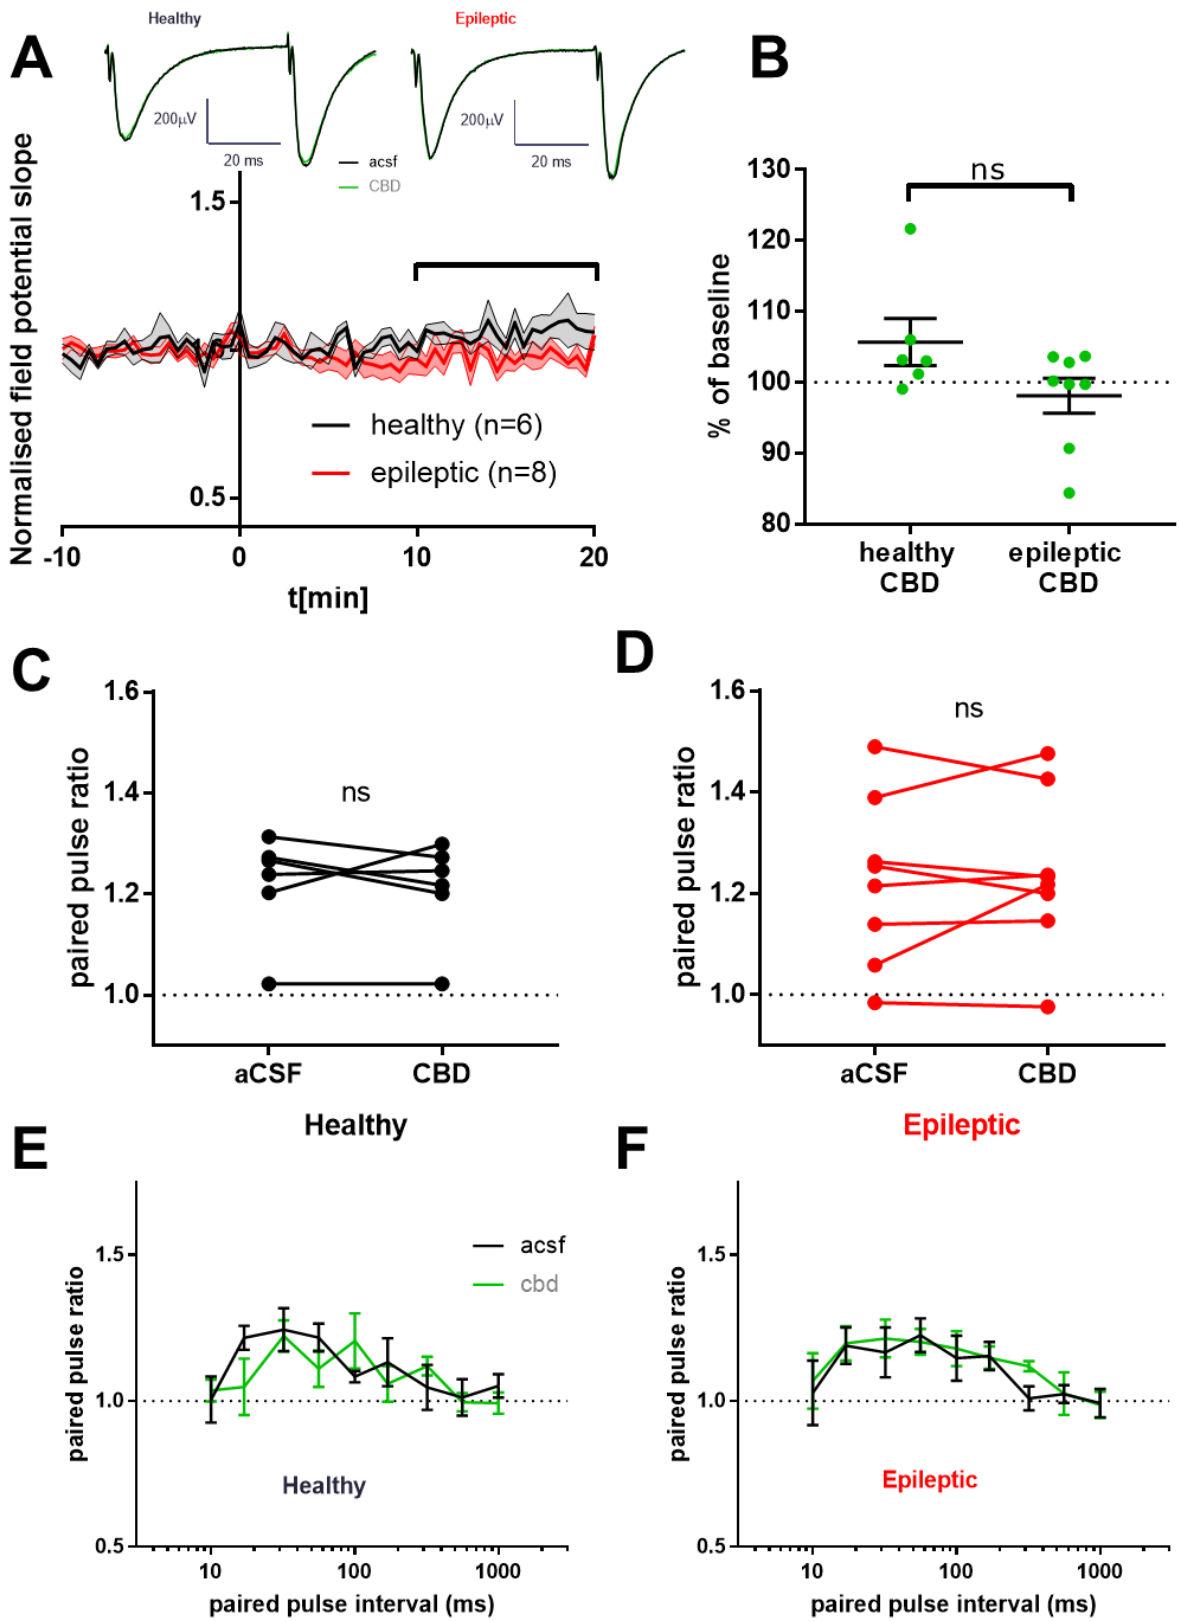 A
Healthy
Epileptic
200μV
20 ms
200μV
20 ms
acsf
CBD
Normalised field potential slope
1.5
0.5
healthy (n=6)
epileptic (n=8)
-10
0
10
20
t[min]
B
ns
% of baseline
130
120
110
100
90
80
healthy
CBD
epileptic
CBD
C
paired pulse ratio
1.6
1.4
1.2
1.0
ns
aCSF
CBD
Healthy
D
paired pulse ratio
1.6
1.4
1.2
1.0
ns
aCSF
CBD
Epileptic
E
paired pulse ratio
1.5
1.0
0.5
acsf
cbd
Healthy
10
100
1000
paired pulse interval (ms)
F
paired pulse ratio
1.5
1.0
0.5
Epileptic
10
100
1000
paired pulse interval (ms)